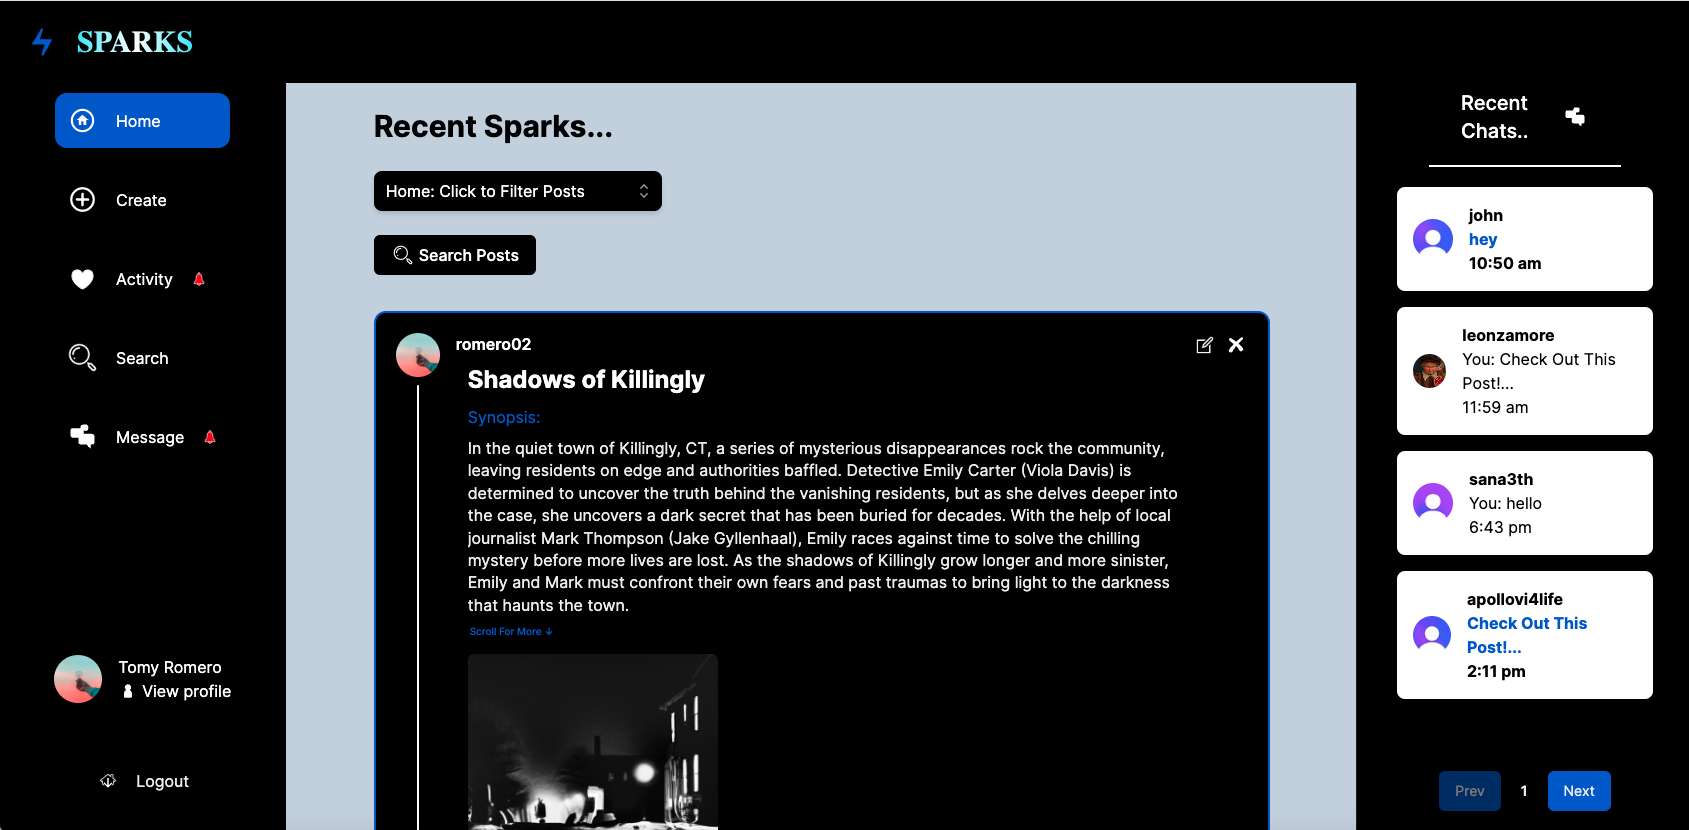 SPARKS
Home
Create
Activity
Search
Message
Tomy Romero
View profile
Logout
Recent Sparks...
Home: Click to Filter Posts
Search Posts
romero02
Shadows of Killingly
Synopsis:
In the quiet town of Killingly, CT, a series of mysterious disappearances rock the community,
leaving residents on edge and authorities baffled. Detective Emily Carter (Viola Davis) is
determined to uncover the truth behind the vanishing residents, but as she delves deeper into
the case, she uncovers a dark secret that has been buried for decades. With the help of local
journalist Mark Thompson (Jake Gyllenhaal), Emily races against time to solve the chilling
mystery before more lives are lost. As the shadows of Killingly grow longer and more sinister,
Emily and Mark must confront their own fears and past traumas to bring light to the darkness
that haunts the town.
Scroll For More ↓
Recent
Chats..
john
hey
10:50 am
leonzamore
You: Check Out This
Post!...
11:59 am
sana3th
You: hello
6:43 pm
apollovi4life
Check Out This
Post!...
2:11 pm
Prev 1 Next